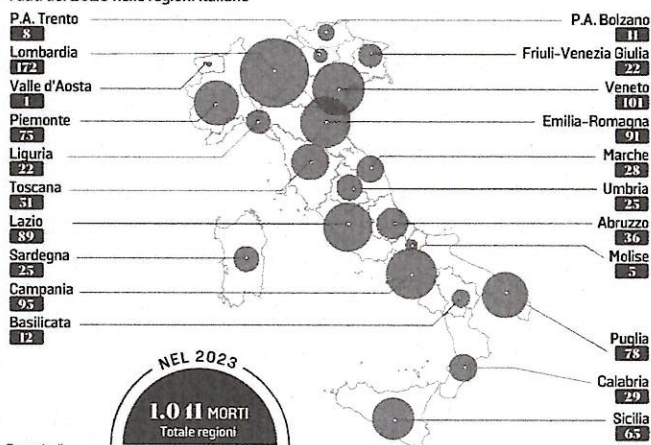 P.A. Trento
8
Lombardia
172
Valle d'Aosta
1
Piemonte
75
Liguria
22
Toscana
51
Lazio
89
Sardegna
25
Campania
95
Basilicata
12
P.A. Bolzano
11
Friuli-Venezia Giulia
22
Veneto
101
Emilia-Romagna
91
Marche
28
Umbria
25
Abruzzo
36
Molise
5
Puglia
78
Calabria
29
Sicilia
65
NEL 2023
1.041 MORTI
Totale regioni